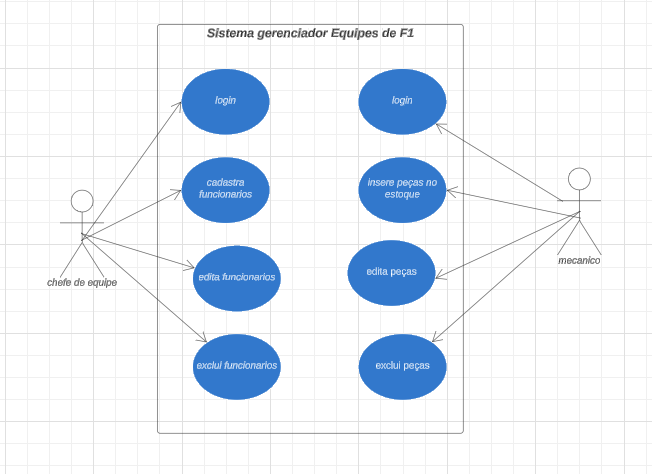 Sistema gerenciador Equipes de F1
login
login
cadastra
funcionarios
insere peças no
estoque
edita funcionarios
edita peças
exclui funcionarios
exclui peças
chefe de equipe
mecanico